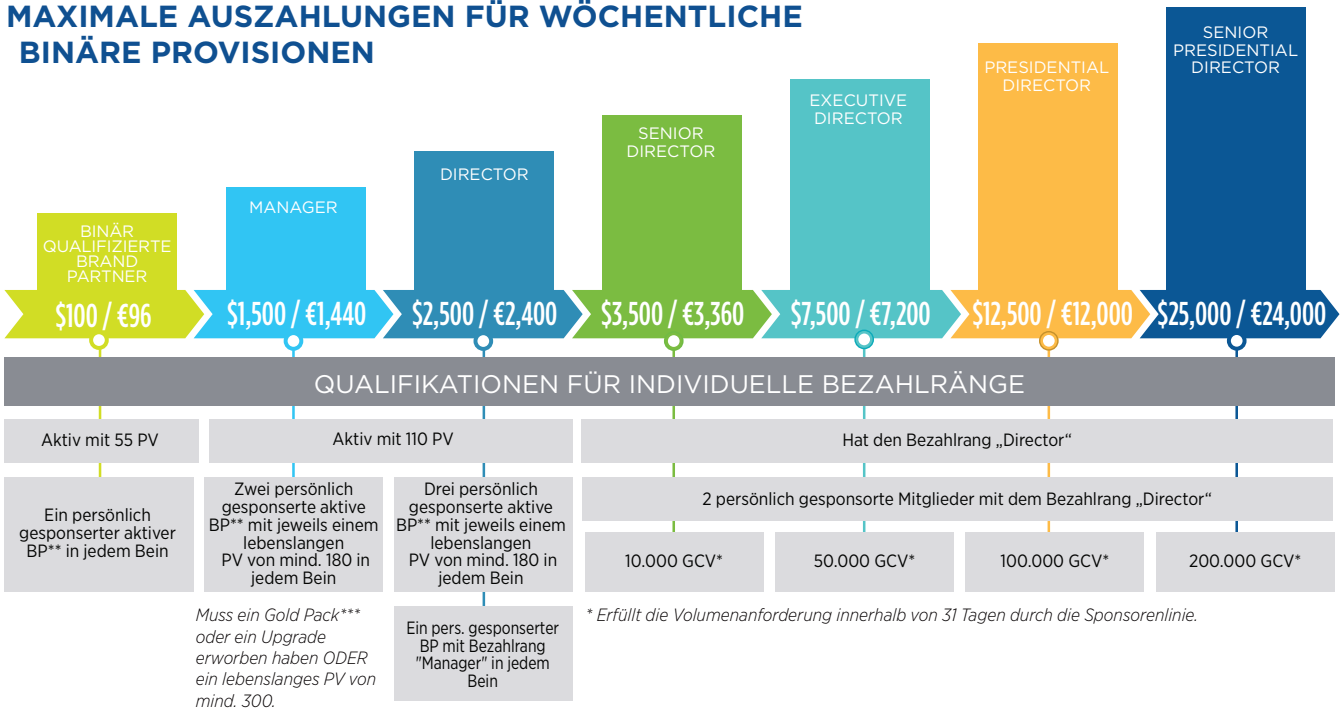 MAXIMALE AUSZAHLUNGEN FÜR WÖCHENTLICHE
BINÄRE PROVISIONEN
BINÄR
QUALIFIZIERTE
BRAND
PARTNER
MANAGER
DIRECTOR
SENIOR
DIRECTOR
EXECUTIVE
DIRECTOR
PRESIDENTIAL
DIRECTOR
SENIOR
PRESIDENTIAL
DIRECTOR
$100 / €96
$1,500 / €1,440
$2,500 / €2,400
$3,500 / €3,360
$7,500 / €7,200
$12,500 / €12,000
$25,000 / €24,000
QUALIFIKATIONEN FÜR INDIVIDUELLE BEZAHLRÄNGE
Aktiv mit 55 PV
Aktiv mit 110 PV
Hat den Bezahlrang „Director“
Ein persönlich
gesponserter aktiver
BP** in jedem Bein
Zwei persönlich
gesponserte aktive
BP** mit jeweils einem
lebenslangen
PV von mind. 180 in
jedem Bein
Drei persönlich
gesponserte aktive
BP** mit jeweils einem
lebenslangen
PV von mind. 180 in
jedem Bein
2 persönlich gesponsorte Mitglieder mit dem Bezahlrang „Director“
10.000 GCV*
50.000 GCV*
100.000 GCV*
200.000 GCV*
Muss ein Gold Pack***
oder ein Upgrade
erworben haben ODER
ein lebenslanges PV von
mind. 300.
Ein pers. gesponserter
BP mit Bezahlrang
"Manager" in jedem
Bein
* Erfüllt die Volumenanforderung innerhalb von 31 Tagen durch die Sponsorenlinie.